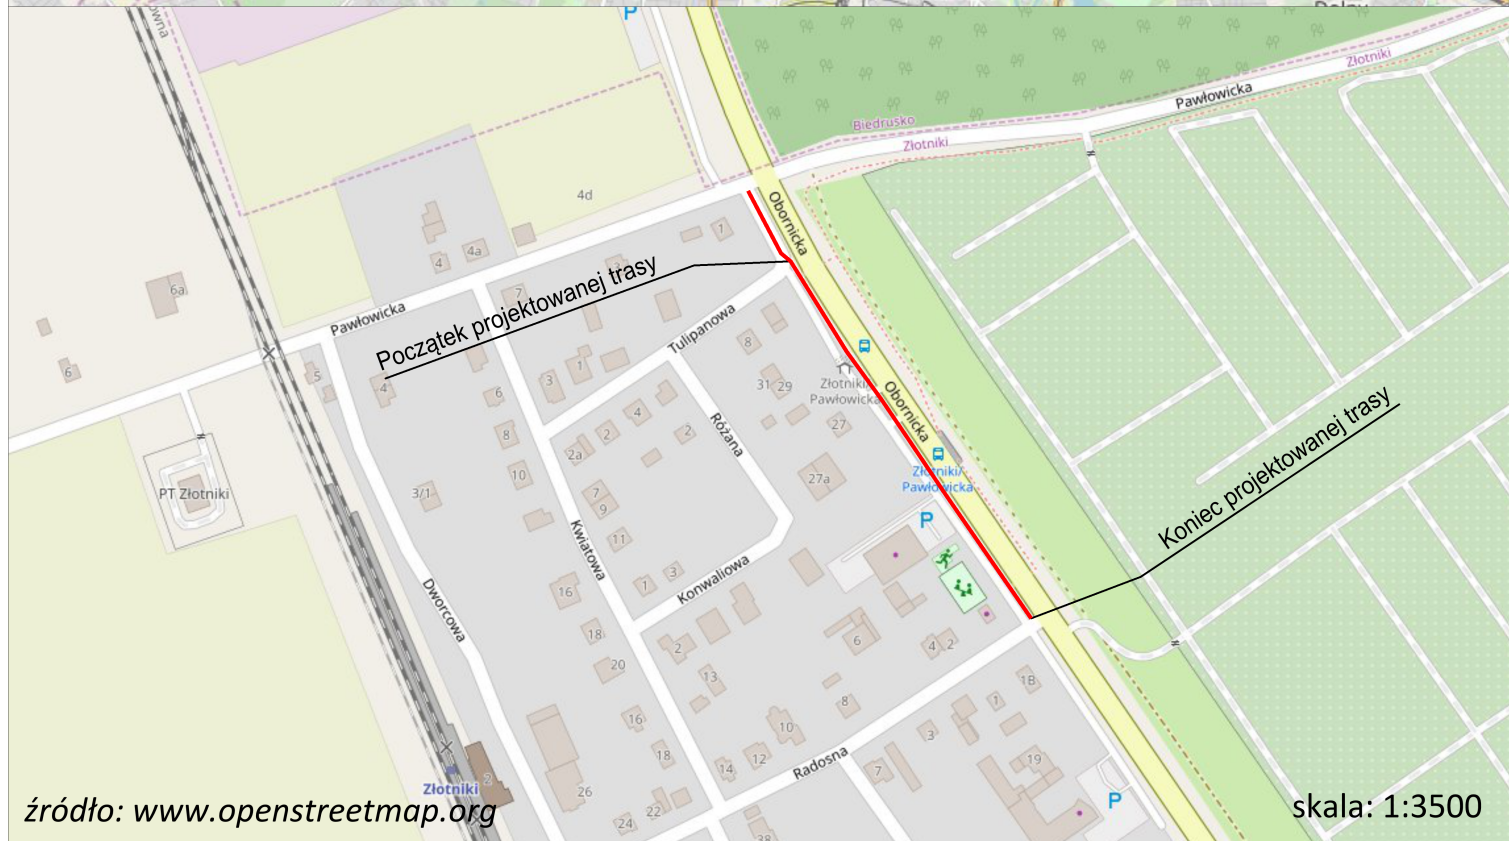 P
Złotniki
Pawłowicka
Biedrusko
Złotniki
4d
Obornicka
1
4a
4
6a
7
Początek projektowanej trasy
Pawłowicka
Tulipanowa
8
Złotniki/
Pawłowicka
6
5
4
3
1
31
29
Obornicka
6
4
2
27
Różana
Koniec projektowanej trasy
8
2
2a
10
27a
Złotniki/
Pawłowicka
PT Złotniki
3/1
7
9
P
11
Kwiatowa
Konwaliowa
3
1
16
Dworcowa
18
2
6
4
2
20
13
1B
8
1
16
10
3
18
12
14
Radosna
7
19
2
Złotniki
26
22
24
38
P
źródło: www.openstreetmap.org
skala: 1:3500